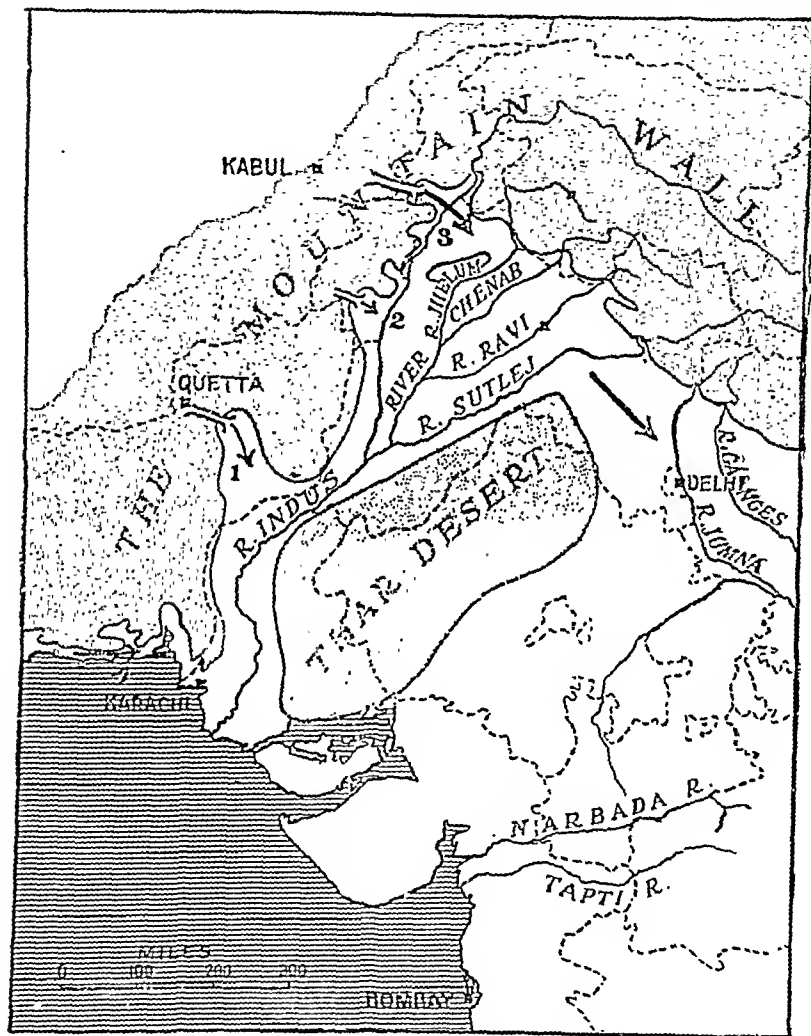 THE MOUNTAIN WALL
KABUL
3
R. JHELUM
CHENAB
2
RIVER
R. RAVI
QUETTA
R. SUTLEJ
1
R. INDUS
THAR DESERT
DELHI
R. GANGES
R. JUMNA
KARACHI
NARBADA R.
TAPTI R.
MILES
0 100 200 300
BOMBAY